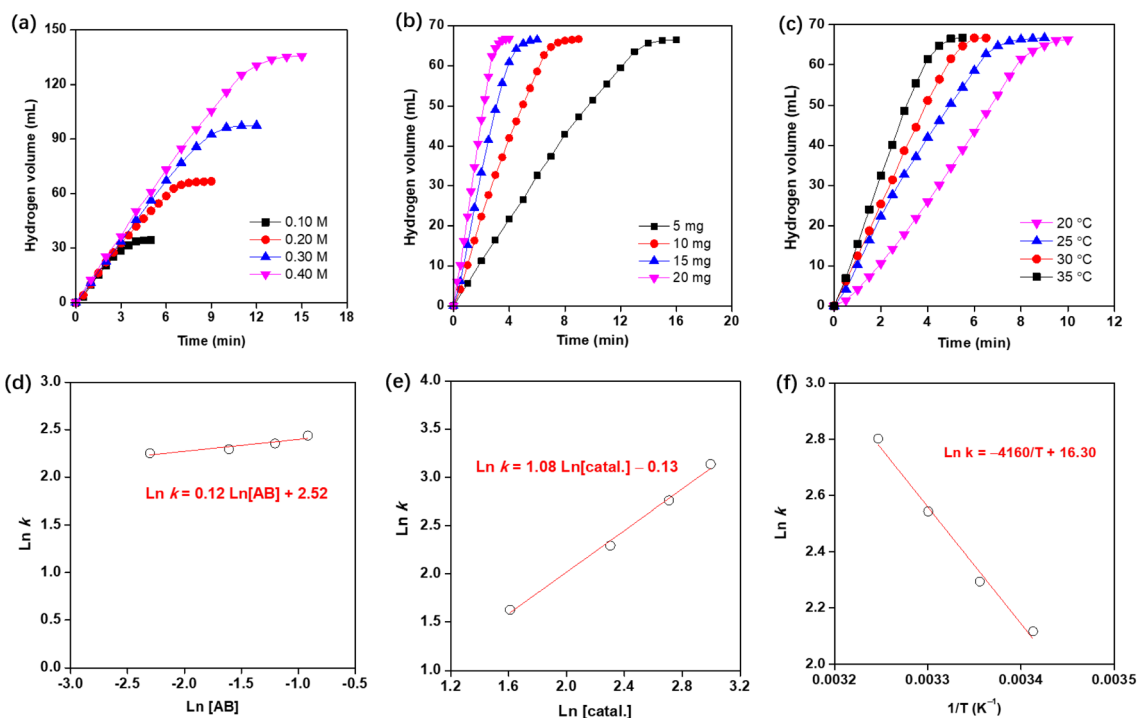 (a)
150
120
90
60
30
0
Hydrogen volume (mL)
0.10 M
0.20 M
0.30 M
0.40 M
0 3 6 9 12 15 18
Time (min)
(b)
70
60
50
40
30
20
10
0
Hydrogen volume (mL)
5 mg
10 mg
15 mg
20 mg
0 4 8 12 16 20
Time (min)
(c)
70
60
50
40
30
20
10
0
Hydrogen volume (mL)
20 °C
25 °C
30 °C
35 °C
0 2 4 6 8 10 12
Time (min)
(d)
3.0
2.5
2.0
1.5
1.0
0.5
0.0
Ln k
Ln k = 0.12 Ln[AB] + 2.52
-3.0 -2.5 -2.0 -1.5 -1.0 -0.5
Ln [AB]
(e)
4.0
3.5
3.0
2.5
2.0
1.5
1.0
Ln k
Ln k = 1.08 Ln[catal.] – 0.13
1.2 1.6 2.0 2.4 2.8 3.2
Ln [catal.]
(f)
3.0
2.8
2.6
2.4
2.2
2.0
Ln k
Ln k = –4160/T + 16.30
0.0032 0.0033 0.0034 0.0035
1/T (K⁻¹)